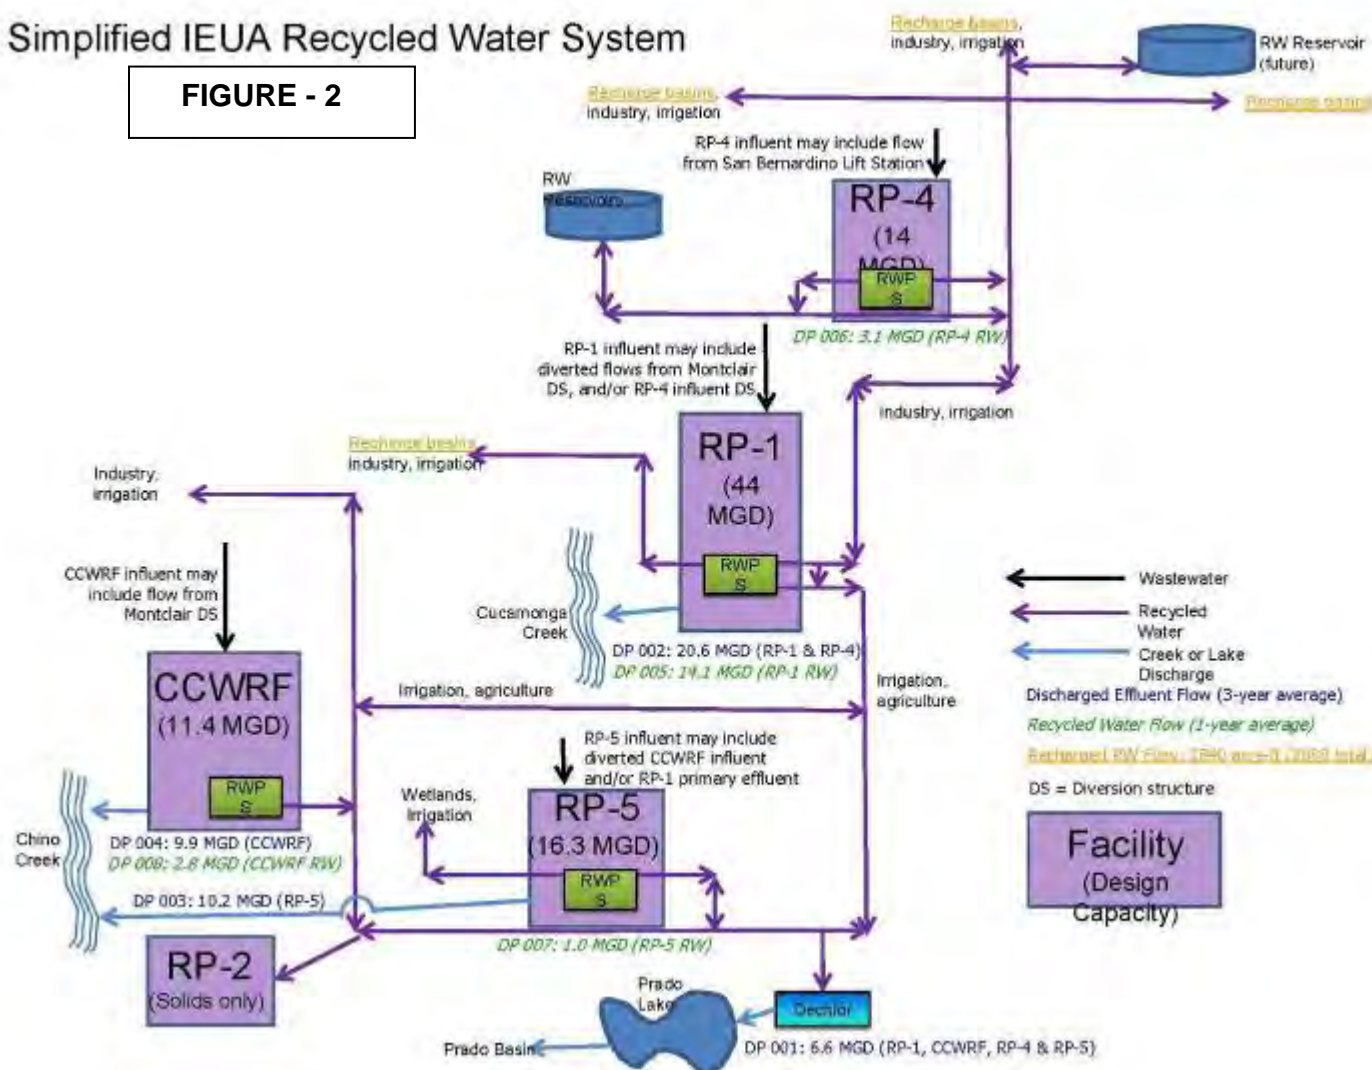 Simplified IEUA Recycled Water System
FIGURE - 2
Recharge basins,
industry, irrigation
RW Reservoir
(future)
Recharge basins,
industry, irrigation
Recharge basins
RP-4 influent may include flow
from San Bernardino Lift Station
RW
Reservoirs
RP-4
(14
MGD)
RWP
S
DP 006: 3.1 MGD (RP-4 RW)
RP-1 influent may include
diverted flows from Montclair
DS, and/or RP-4 influent DS
Industry, irrigation
RP-1
(44
MGD)
RWP
S
Recharge basins,
industry, irrigation
Industry,
irrigation
CCWRF influent may
include flow from
Montclair DS
Cucamonga
Creek
DP 002: 20.6 MGD (RP-1 & RP-4)
DP 005: 14.1 MGD (RP-1 RW)
Wastewater
Recycled
Water
Creek or Lake
Discharge
Discharged Effluent Flow (3-year average)
Recycled Water Flow (1-year average)
Recharged RW Flow:
DS = Diversion structure
Facility
(Design
Capacity)
CCWRF
(11.4 MGD)
RWP
S
Irrigation, agriculture
Irrigation,
agriculture
RP-5 influent may include
diverted CCWRF influent
and/or RP-1 primary effluent
Wetlands,
Irrigation
RP-5
(16.3 MGD)
RWP
S
Chino
Creek
DP 004: 9.9 MGD (CCWRF)
DP 008: 2.8 MGD (CCWRF RW)
DP 003: 10.2 MGD (RP-5)
DP 007: 1.0 MGD (RP-5 RW)
RP-2
(Solids only)
Prado
Lake
Dechlor
Prado Basin
DP 001: 6.6 MGD (RP-1, CCWRF, RP-4 & RP-5)